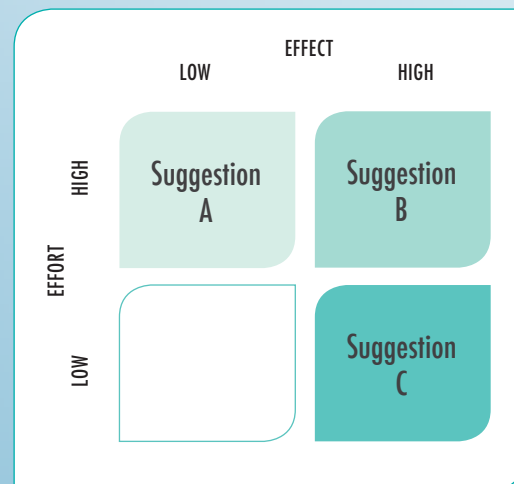 EFFECT
LOW
HIGH
HIGH
Suggestion
A
Suggestion
B
EFFORT
LOW
Suggestion
C